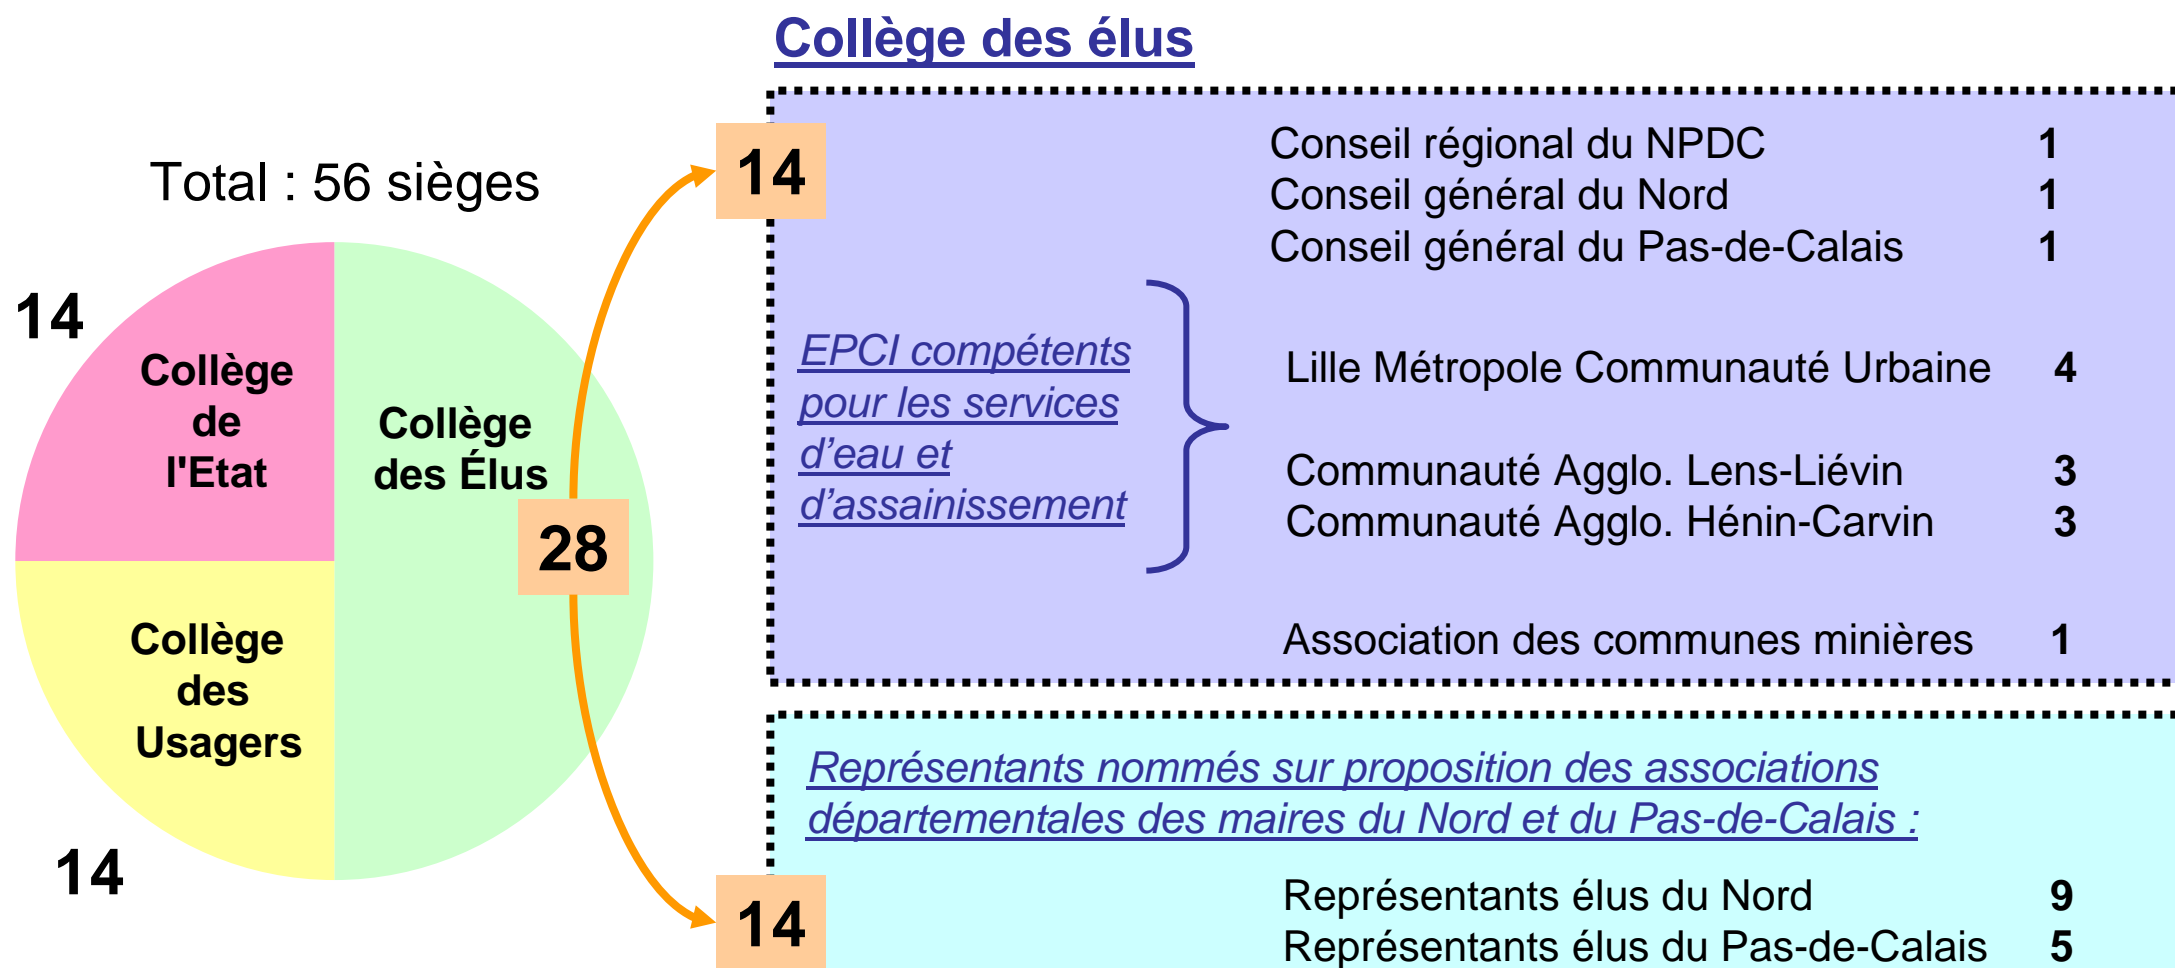 Collège des élus
Total : 56 sièges
14
Collège
de
l'Etat
Collège
des Élus
28
Collège
des
Usagers
14
14
Conseil régional du NPDC 1
Conseil général du Nord 1
Conseil général du Pas-de-Calais 1
EPCI compétents
pour les services
d’eau et
d’assainissement
Lille Métropole Communauté Urbaine 4
Communauté Agglo. Lens-Liévin 3
Communauté Agglo. Hénin-Carvin 3
Association des communes minières 1
Représentants nommés sur proposition des associations
départementales des maires du Nord et du Pas-de-Calais :
14
Représentants élus du Nord 9
Représentants élus du Pas-de-Calais 5